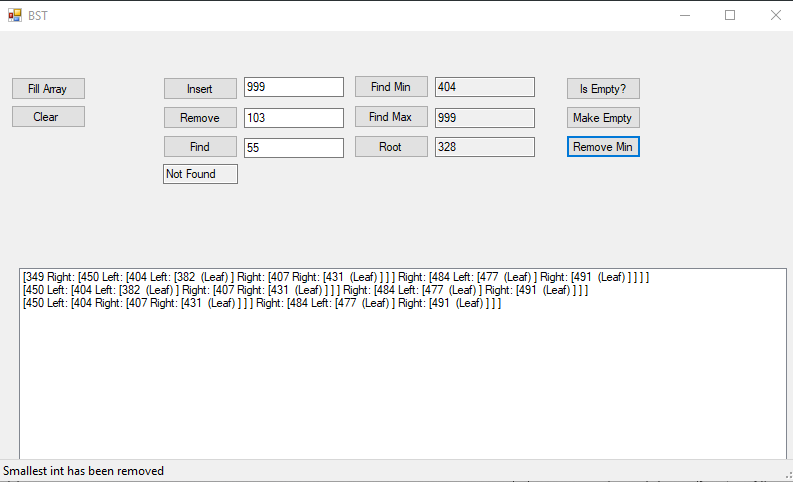 BST
Fill Array Insert 999 Find Min 404 Is Empty?
Clear Remove 103 Find Max 999 Make Empty
Find 55 Root 328 Remove Min
Not Found
[349 Right: [450 Left: [404 Left: [382 (Leaf) ] Right: [407 Right: [431 (Leaf) ] ] ] Right: [484 Left: [477 (Leaf) ] Right: [491 (Leaf) ] ] ] ]
[450 Left: [404 Left: [382 (Leaf) ] Right: [407 Right: [431 (Leaf) ] ] ] Right: [484 Left: [477 (Leaf) ] Right: [491 (Leaf) ] ] ]
[450 Left: [404 Right: [407 Right: [431 (Leaf) ] ] ] Right: [484 Left: [477 (Leaf) ] Right: [491 (Leaf) ] ] ]
Smallest int has been removed